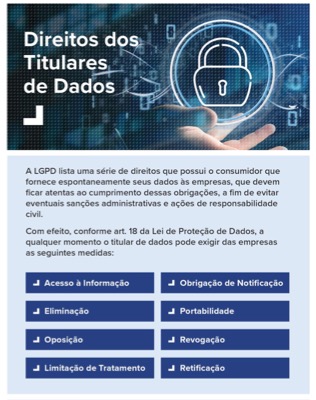 Direitos dos
Titulares
de Dados
A LGPD lista uma série de direitos que possui o consumidor que
fornece espontaneamente seus dados às empresas, que devem
ficar atentas ao cumprimento dessas obrigações, a fim de evitar
eventuais sanções administrativas e ações de responsabilidade
civil.
Com efeito, conforme art. 18 da Lei de Proteção de Dados, a
qualquer momento o titular de dados pode exigir das empresas
as seguintes medidas:
Acesso à Informação
Obrigação de Notificação
Eliminação
Portabilidade
Oposição
Revogação
Limitação de Tratamento
Retificação